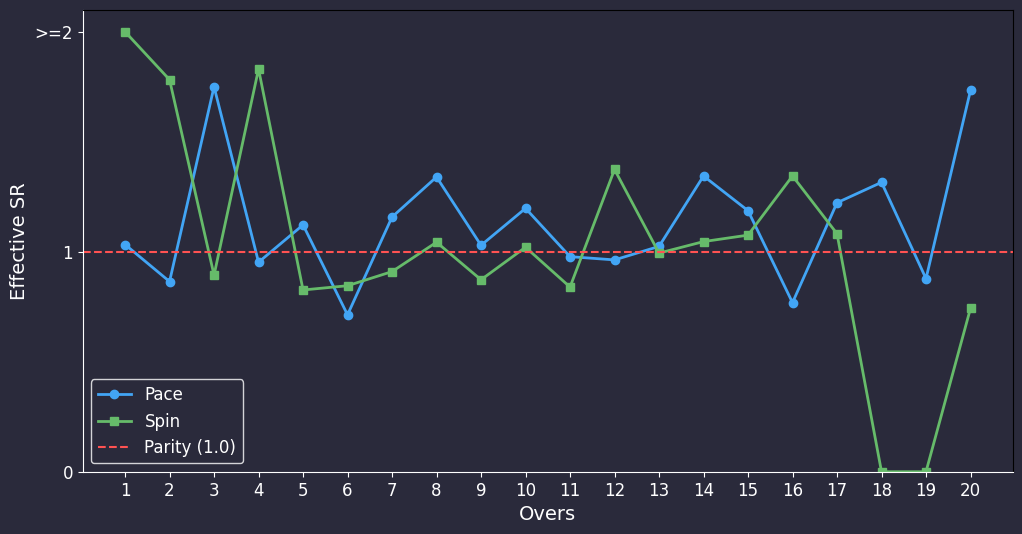 >=2
1
0
Effective SR
Pace
Spin
Parity (1.0)
1 2 3 4 5 6 7 8 9 10 11 12 13 14 15 16 17 18 19 20
Overs